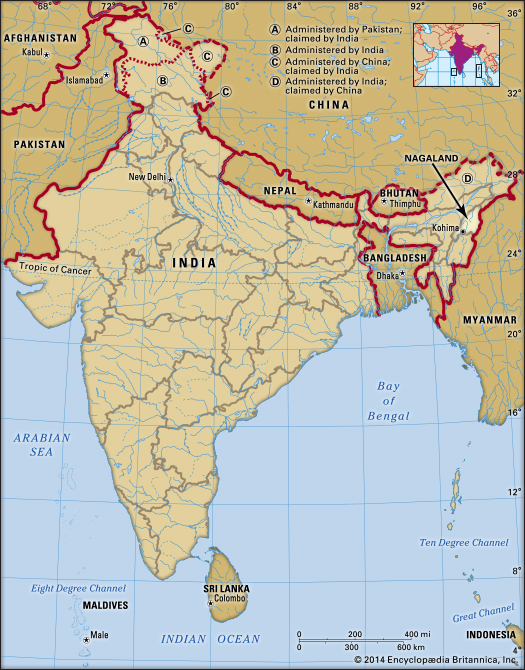 68°
72°
76°
80°
84°
88°
92°
96°
36°
AFGHANISTAN
Kabul
Islamabad
PAKISTAN
A
C
C
B
C
A Administered by Pakistan;
claimed by India
B Administered by India
C Administered by China;
claimed by India
D Administered by India;
claimed by China
32°
CHINA
NAGALAND
28°
D
New Delhi
NEPAL
Kathmandu
BHUTAN
Thimphu
Kohima
24°
Tropic of Cancer
INDIA
BANGLADESH
Dhaka
MYANMAR
20°
Bay
of
Bengal
16°
ARABIAN
SEA
12°
Ten Degree Channel
8°
Eight Degree Channel
SRI LANKA
Colombo
MALDIVES
Male
INDIAN OCEAN
Great Channel
INDONESIA
4°
0 200 400 mi
0 300 600 km
© 2014 Encyclopædia Britannica, Inc.